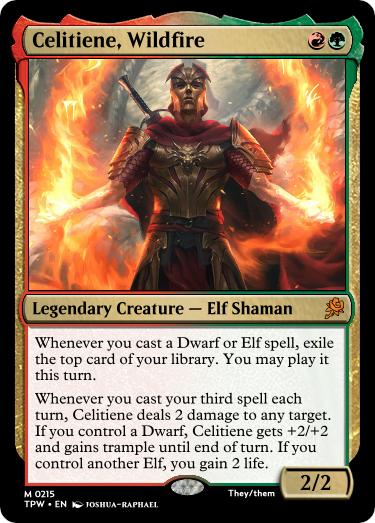 Celitiene, Wildfire
Legendary Creature — Elf Shaman
Whenever you cast a Dwarf or Elf spell, exile
the top card of your library. You may play it
this turn.
Whenever you cast your third spell each
turn, Celitiene deals 2 damage to any target.
If you control a Dwarf, Celitiene gets +2/+2
and gains trample until end of turn. If you
control another Elf, you gain 2 life.
2/2
M 0215
TPW • EN JOSHUA-RAPHAEL
They/them